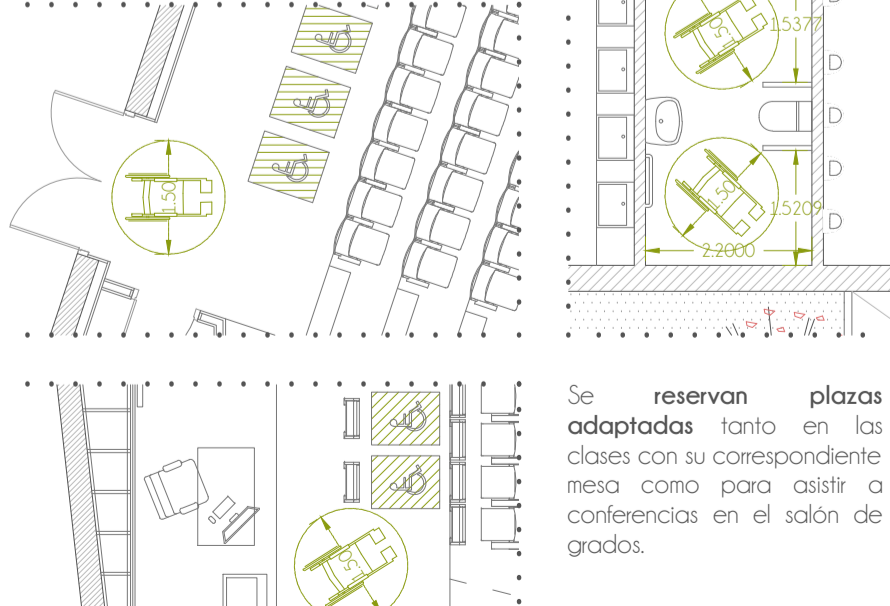 1.50
1.50
1.5377
1.50
1.5209
2.2000
1.50
Se reservan plazas
adaptadas tanto en las
clases con su correspondiente
mesa como para asistir a
conferencias en el salón de
grados.